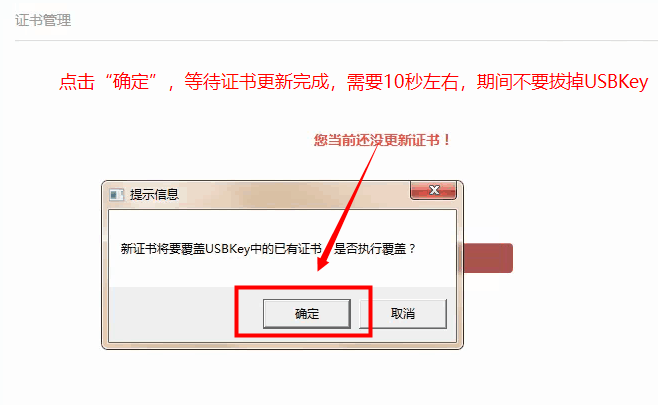 证书管理
点击“确定”，等待证书更新完成，需要10秒左右，期间不要拔掉USBKey
您当前还没更新证书！
提示信息
新证书将要覆盖USBKey中的已有证书，是否执行覆盖？
确定
取消